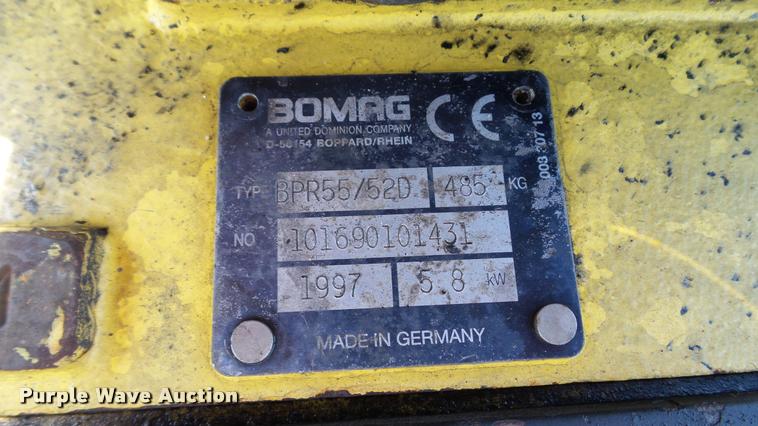 BOMAG
CE
A UNITED DOMINION COMPANY
D-56154 BOPPARD/RHEIN
TYP BPR55/52D 485 KG
NO 101690101431
1997 5.8 kW
MADE IN GERMANY
Purple Wave Auction